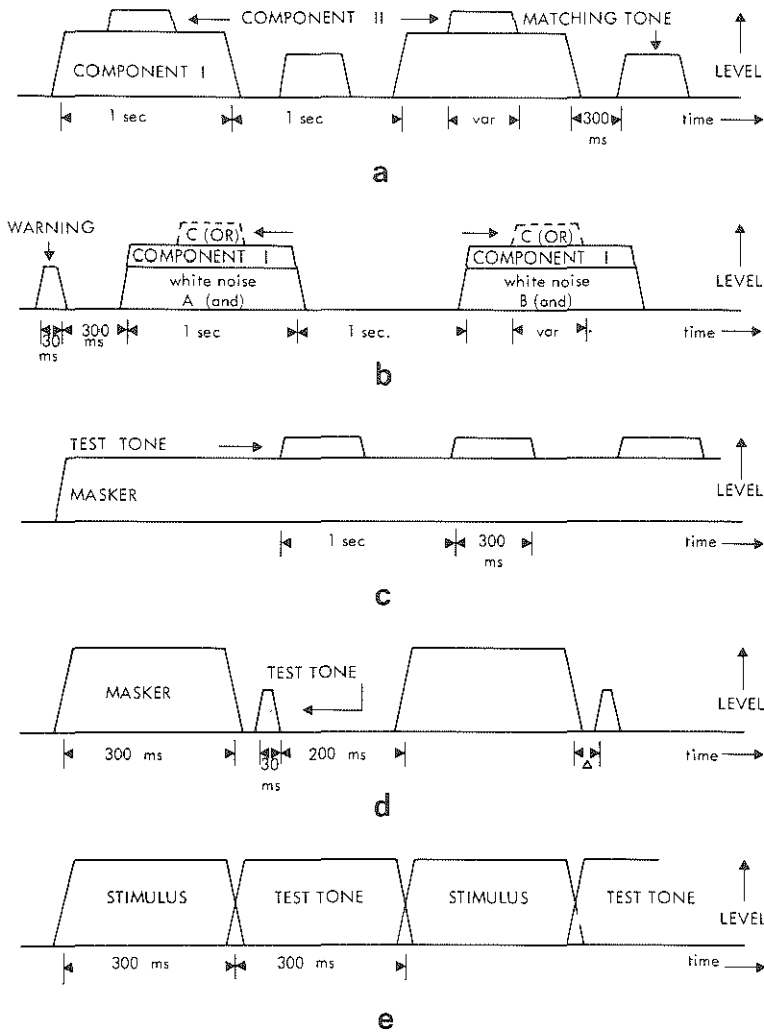 COMPONENT II MATCHING TONE
COMPONENT I LEVEL
1 sec 1 sec var 300 ms time
a
WARNING
C (OR) C (OR)
COMPONENT I COMPONENT I
white noise white noise LEVEL
A (and) B (and)
30 ms 300 ms 1 sec 1 sec. var time
b
TEST TONE
MASKER LEVEL
1 sec 300 ms time
c
TEST TONE
MASKER LEVEL
300 ms 30 ms 200 ms Δ time
d
STIMULUS TEST TONE STIMULUS TEST TONE
LEVEL
300 ms 300 ms time
e